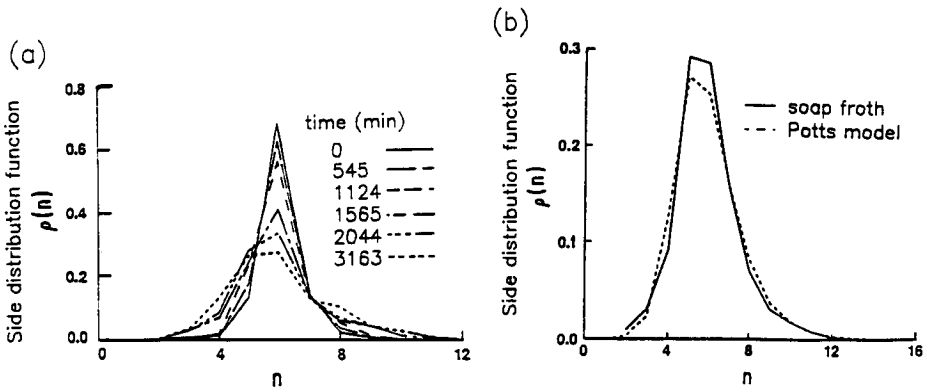 (a)
Side distribution function
ρ(n)
0.8
0.6
0.4
0.2
0.0
0
4
8
12
n
time (min)
0
545
1124
1565
2044
3163
(b)
Side distribution function
ρ(n)
0.3
0.2
0.1
0.0
0
4
8
12
16
n
soap froth
Potts model